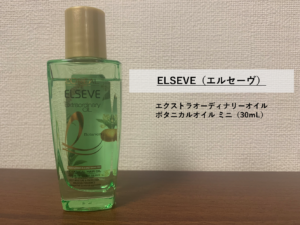 ELSEVE
ELSEVE（エルセーヴ）
エクストラオーディナリーオイル
ボタニカルオイル ミニ（30mL）